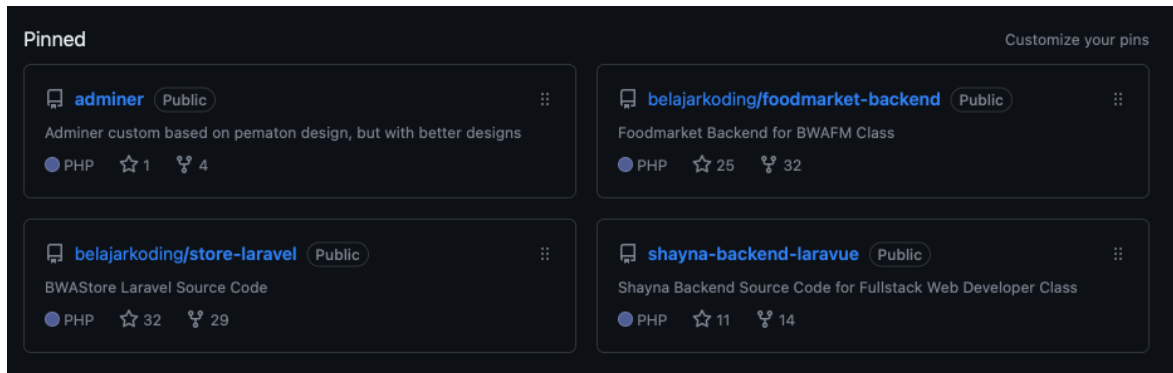 Pinned
Customize your pins
adminer Public
Adminer custom based on pematon design, but with better designs
PHP 1 4
belajarkoding/foodmarket-backend Public
Foodmarket Backend for BWAFM Class
PHP 25 32
belajarkoding/store-laravel Public
BWAStore Laravel Source Code
PHP 32 29
shayna-backend-laravue Public
Shayna Backend Source Code for Fullstack Web Developer Class
PHP 11 14